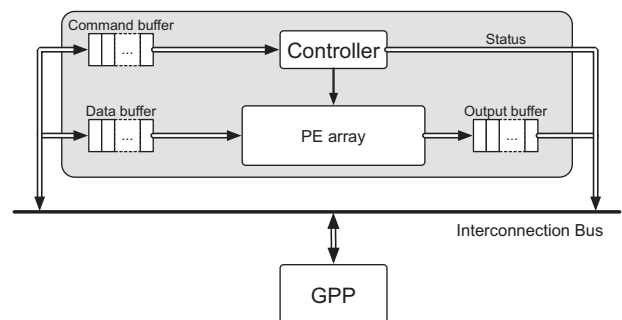 Command buffer
...
Controller
Status
Data buffer
...
PE array
Output buffer
...
Interconnection Bus
GPP